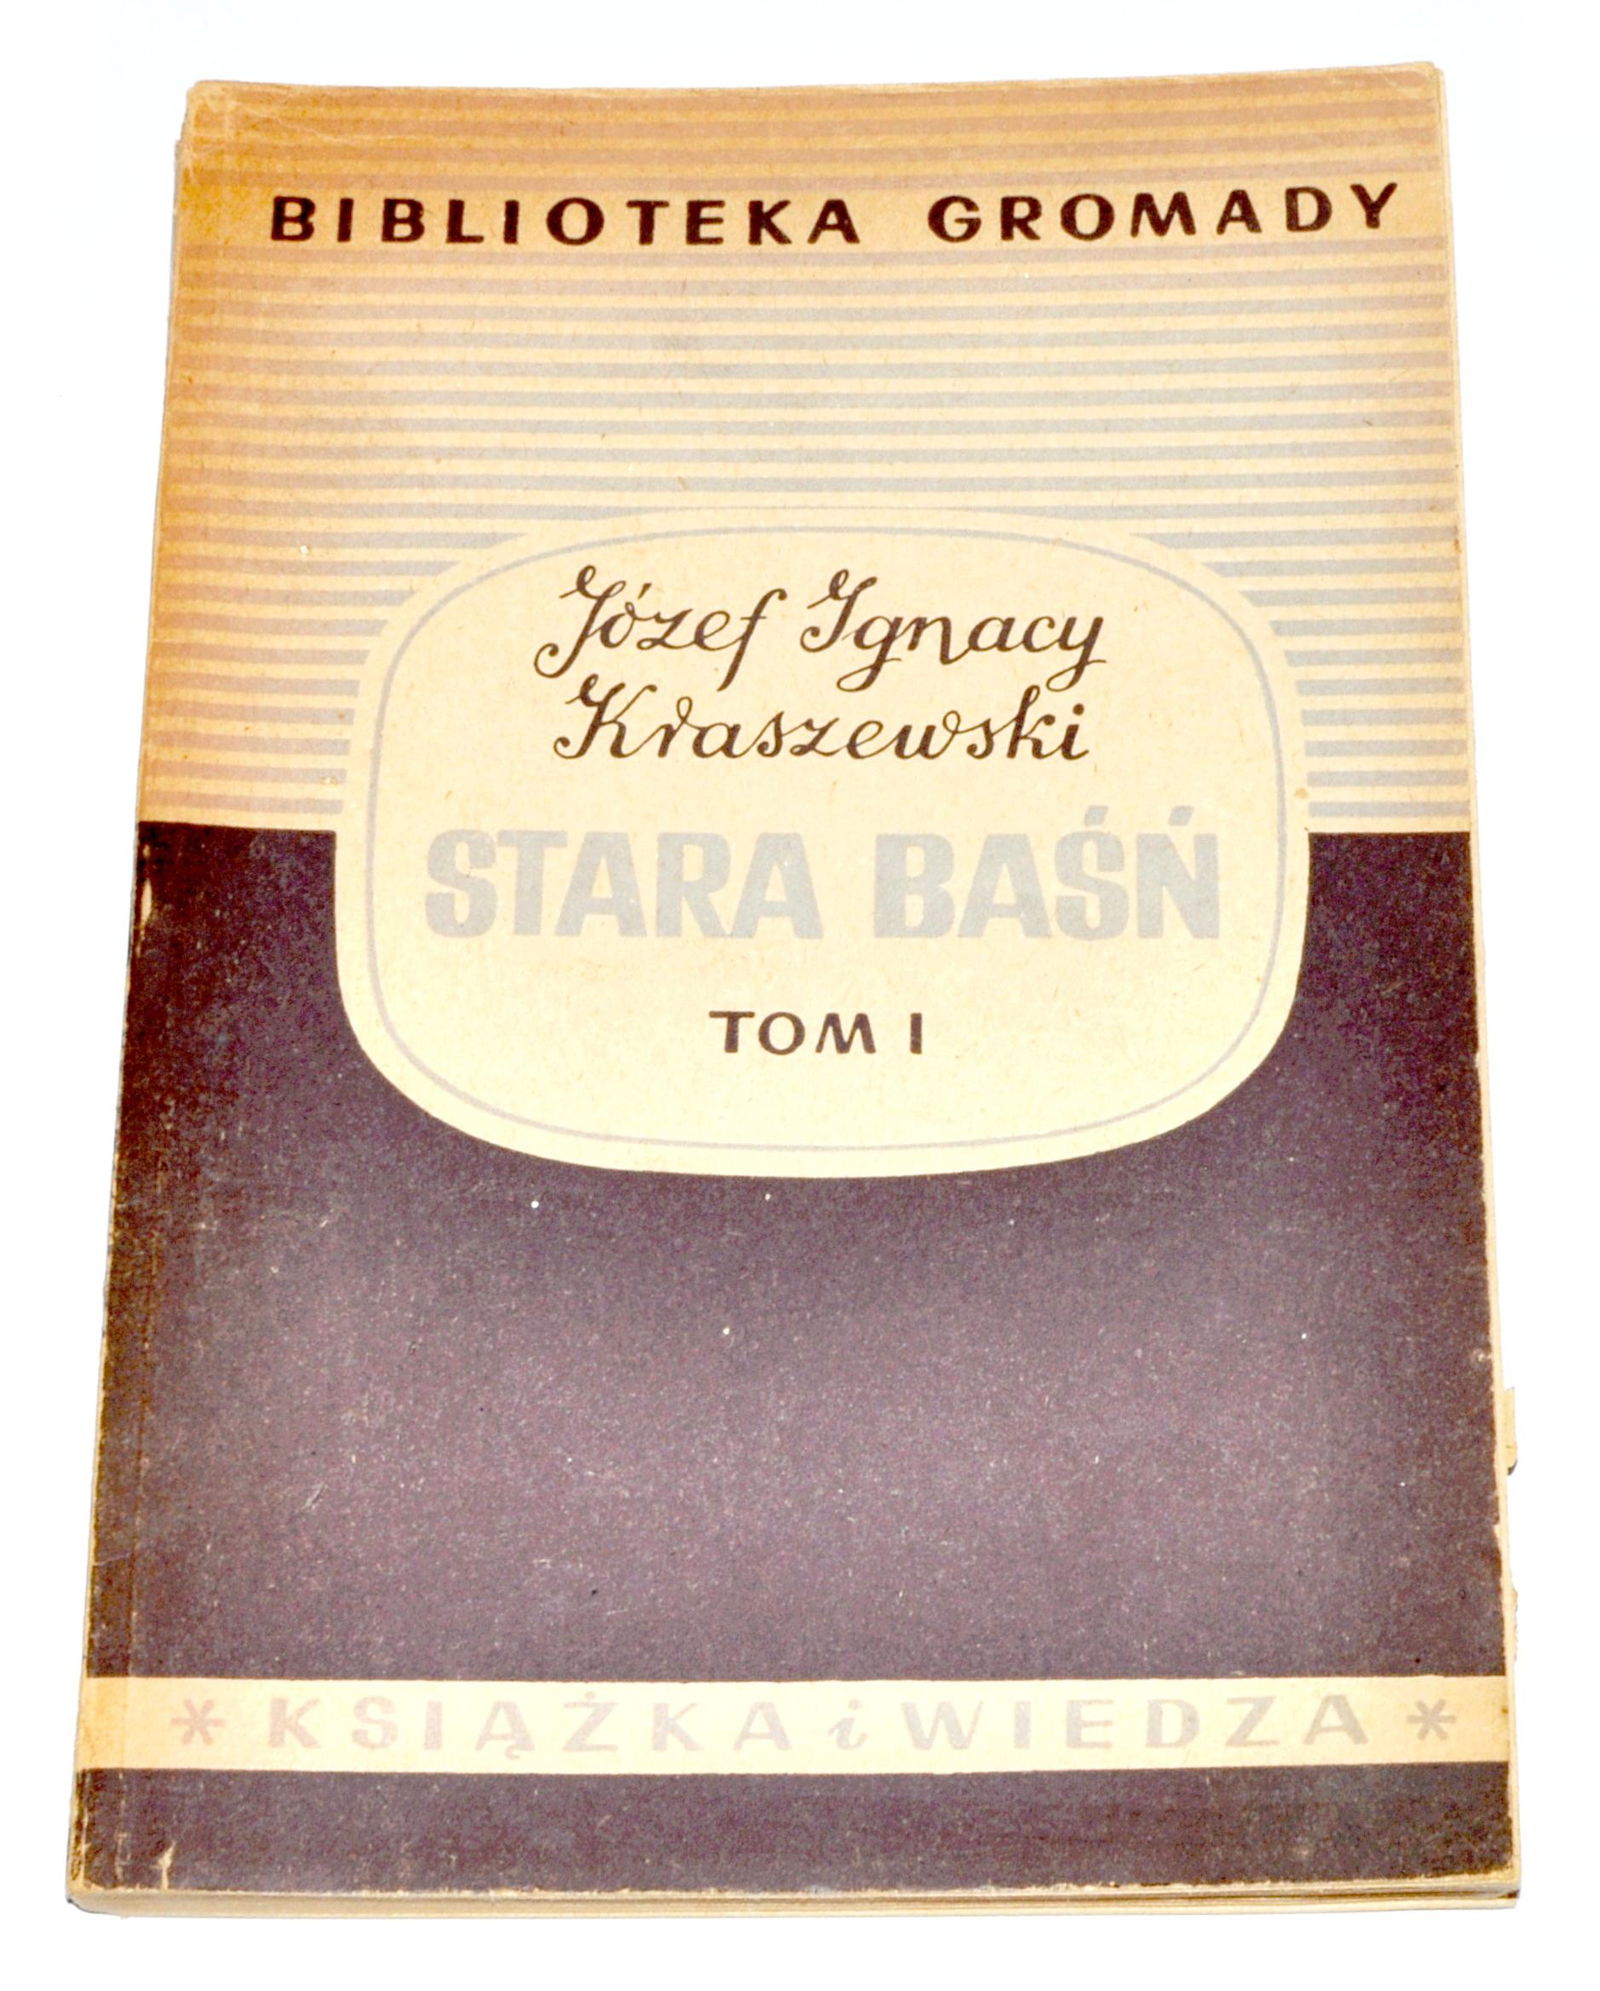 BIBLIOTEKA GROMADY
Józef Ignacy
Kraszewski
STARA BAŚŃ
TOM I
* KSIĄŻKA i WIEDZA *